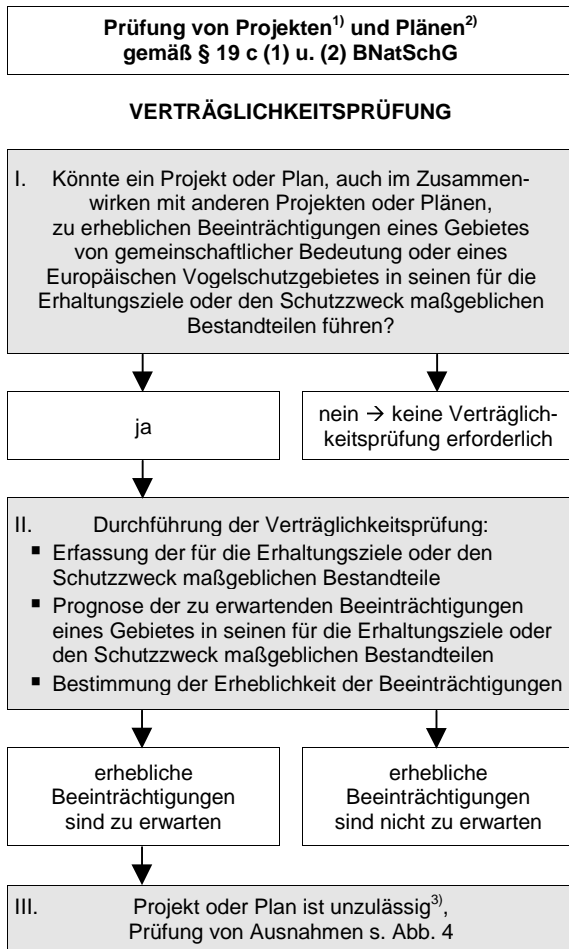 Prüfung von Projekten1) und Plänen2)
gemäß § 19 c (1) u. (2) BNatSchG
VERTRÄGLICHKEITSPRÜFUNG
I. Könnte ein Projekt oder Plan, auch im Zusammen-
wirken mit anderen Projekten oder Plänen,
zu erheblichen Beeinträchtigungen eines Gebietes
von gemeinschaftlicher Bedeutung oder eines
Europäischen Vogelschutzgebietes in seinen für die
Erhaltungsziele oder den Schutzzweck maßgeblichen
Bestandteilen führen?
ja
nein → keine Verträglich-
keitsprüfung erforderlich
II. Durchführung der Verträglichkeitsprüfung:
▪ Erfassung der für die Erhaltungsziele oder den
Schutzzweck maßgeblichen Bestandteile
▪ Prognose der zu erwartenden Beeinträchtigungen
eines Gebietes in seinen für die Erhaltungsziele oder
den Schutzzweck maßgeblichen Bestandteilen
▪ Bestimmung der Erheblichkeit der Beeinträchtigungen
erhebliche
Beeinträchtigungen
sind zu erwarten
erhebliche
Beeinträchtigungen
sind nicht zu erwarten
III. Projekt oder Plan ist unzulässig3),
Prüfung von Ausnahmen s. Abb. 4